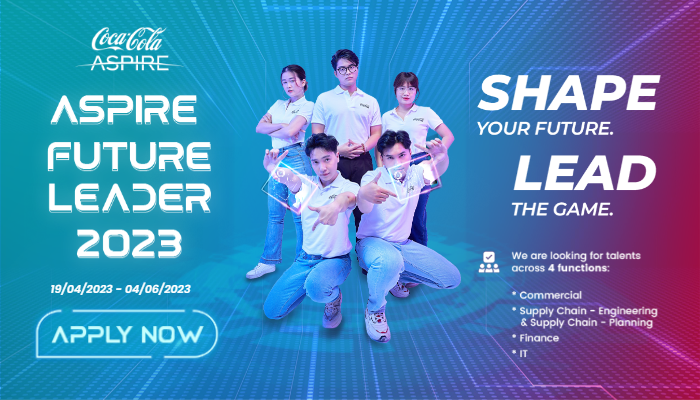 Coca-Cola
ASPIRE
ASPIRE
FUTURE
LEADER
2023
19/04/2023 - 04/06/2023
APPLY NOW
SHAPE
YOUR FUTURE.
LEAD
THE GAME.
We are looking for talents
across 4 functions:
* Commercial
* Supply Chain - Engineering
& Supply Chain - Planning
* Finance
* IT